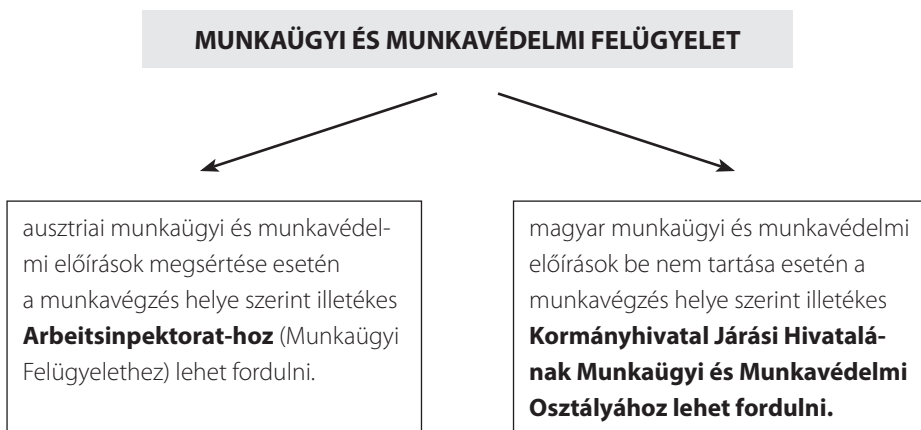 MUNKAÜGYI ÉS MUNKAVÉDELMI FELÜGYELET
ausztriai munkaügyi és munkavédel-
mi előírások megsértése esetén
a munkavégzés helye szerint illetékes
Arbeitsinpektorat-hoz (Munkaügyi
Felügyelethez) lehet fordulni.
magyar munkaügyi és munkavédelmi
előírások be nem tartása esetén a
munkavégzés helye szerint illetékes
Kormányhivatal Járási Hivatalá-
nak Munkaügyi és Munkavédelmi
Osztályához lehet fordulni.